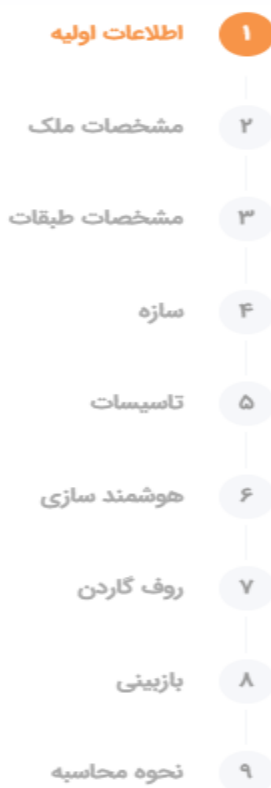 ۱ اطلاعات اولیه
۲ مشخصات ملک
۳ مشخصات طبقات
۴ سازه
۵ تاسیسات
۶ هوشمند سازی
۷ روف گاردن
۸ بازبینی
۹ نحوه محاسبه